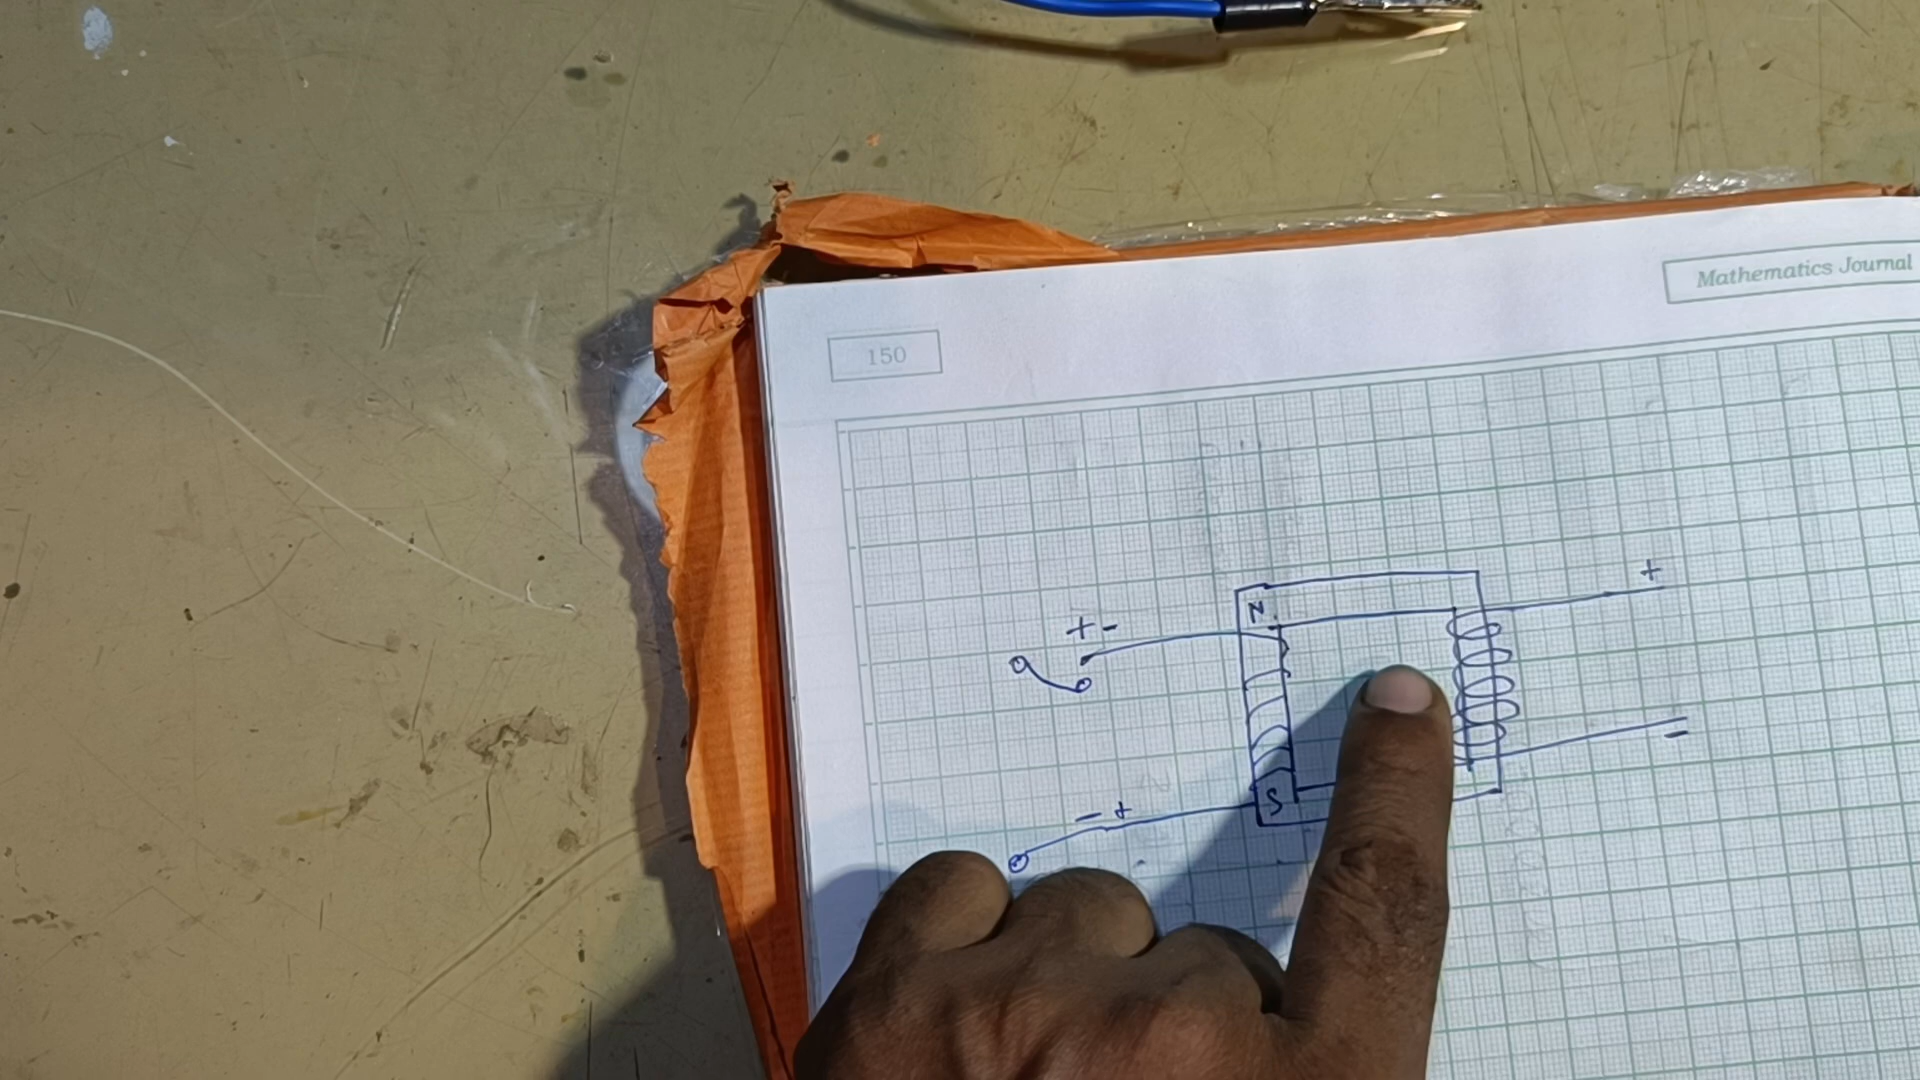 Mathematics Journal
150
+
+ -
N
- +
S
-